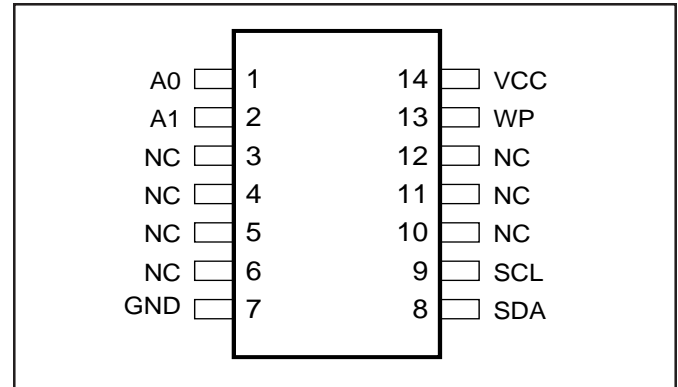 A0 1 14 VCC
A1 2 13 WP
NC 3 12 NC
NC 4 11 NC
NC 5 10 NC
NC 6 9 SCL
GND 7 8 SDA